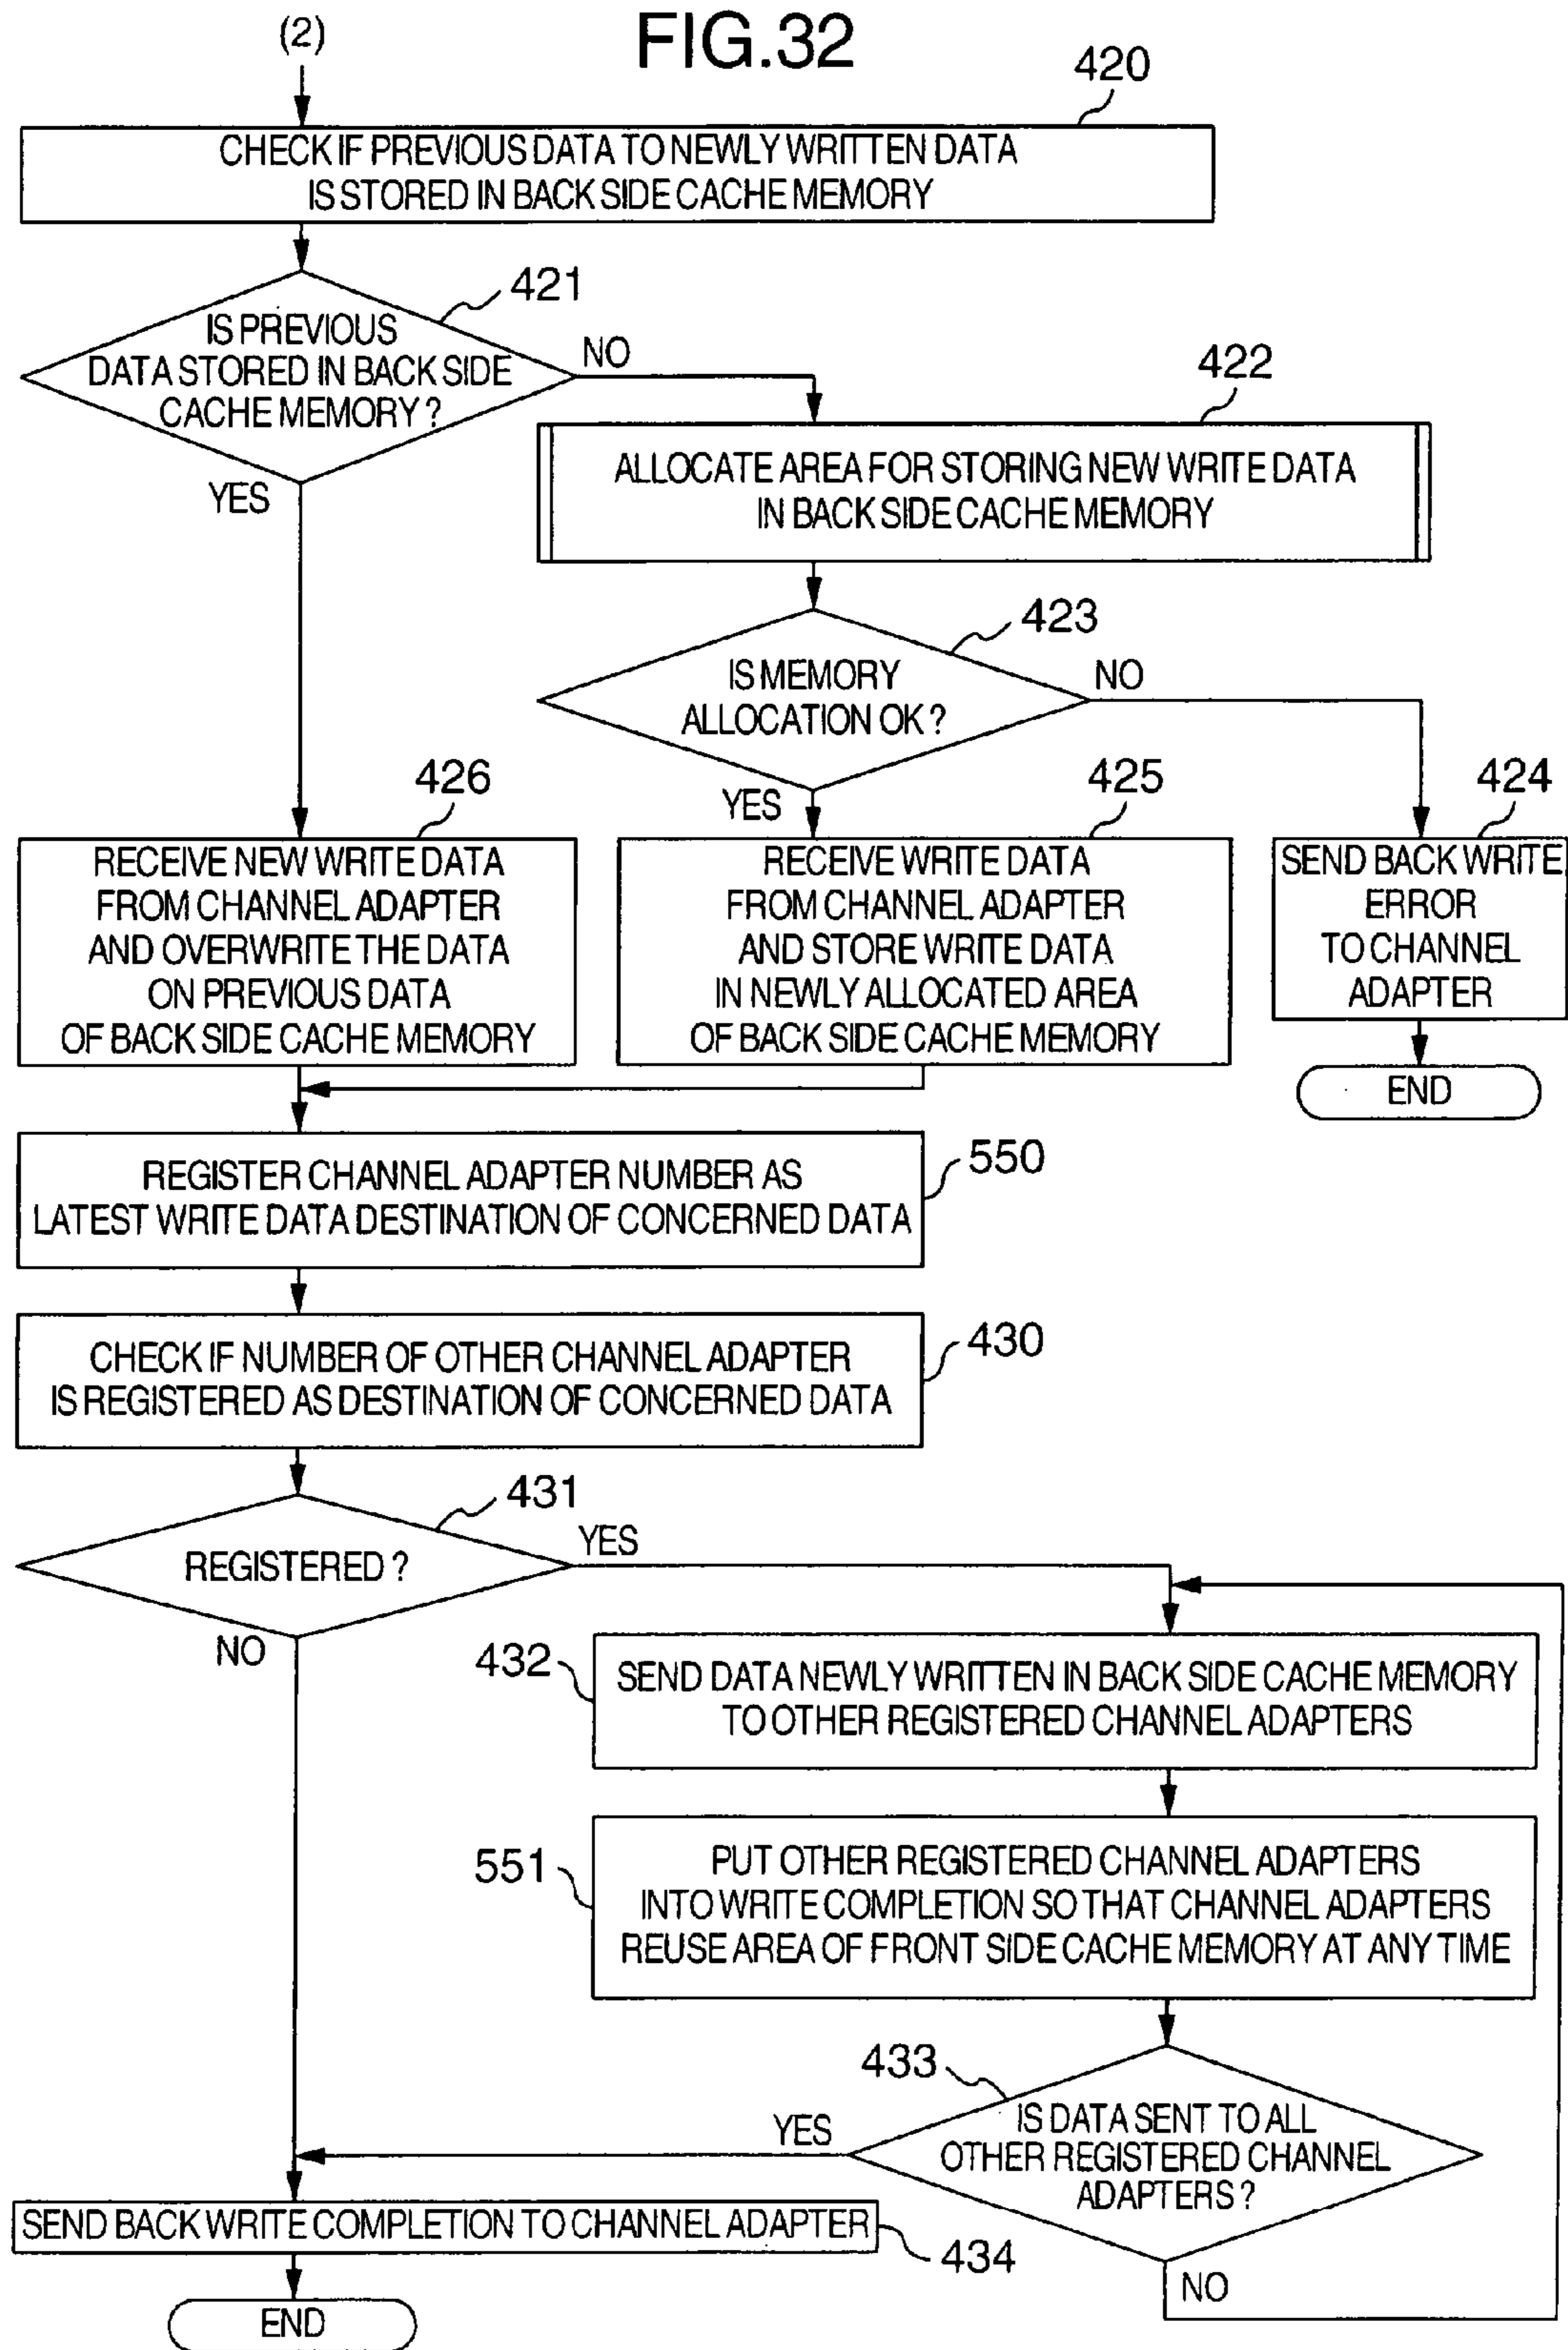 FIG.32
(2)
420
CHECK IF PREVIOUS DATA TO NEWLY WRITTEN DATA
IS STORED IN BACK SIDE CACHE MEMORY
421
IS PREVIOUS
DATA STORED IN BACK SIDE
CACHE MEMORY?
NO
YES
422
ALLOCATE AREA FOR STORING NEW WRITE DATA
IN BACK SIDE CACHE MEMORY
423
IS MEMORY
ALLOCATION OK?
NO
YES
426
RECEIVE NEW WRITE DATA
FROM CHANNEL ADAPTER
AND OVERWRITE THE DATA
ON PREVIOUS DATA
OF BACK SIDE CACHE MEMORY
425
RECEIVE WRITE DATA
FROM CHANNEL ADAPTER
AND STORE WRITE DATA
IN NEWLY ALLOCATED AREA
OF BACK SIDE CACHE MEMORY
424
SEND BACK WRITE
ERROR
TO CHANNEL
ADAPTER
END
550
REGISTER CHANNEL ADAPTER NUMBER AS
LATEST WRITE DATA DESTINATION OF CONCERNED DATA
430
CHECK IF NUMBER OF OTHER CHANNEL ADAPTER
IS REGISTERED AS DESTINATION OF CONCERNED DATA
431
REGISTERED?
YES
NO
432
SEND DATA NEWLY WRITTEN IN BACK SIDE CACHE MEMORY
TO OTHER REGISTERED CHANNEL ADAPTERS
551
PUT OTHER REGISTERED CHANNEL ADAPTERS
INTO WRITE COMPLETION SO THAT CHANNEL ADAPTERS
REUSE AREA OF FRONT SIDE CACHE MEMORY AT ANY TIME
433
IS DATA SENT TO ALL
OTHER REGISTERED CHANNEL
ADAPTERS?
YES
NO
SEND BACK WRITE COMPLETION TO CHANNEL ADAPTER
434
END